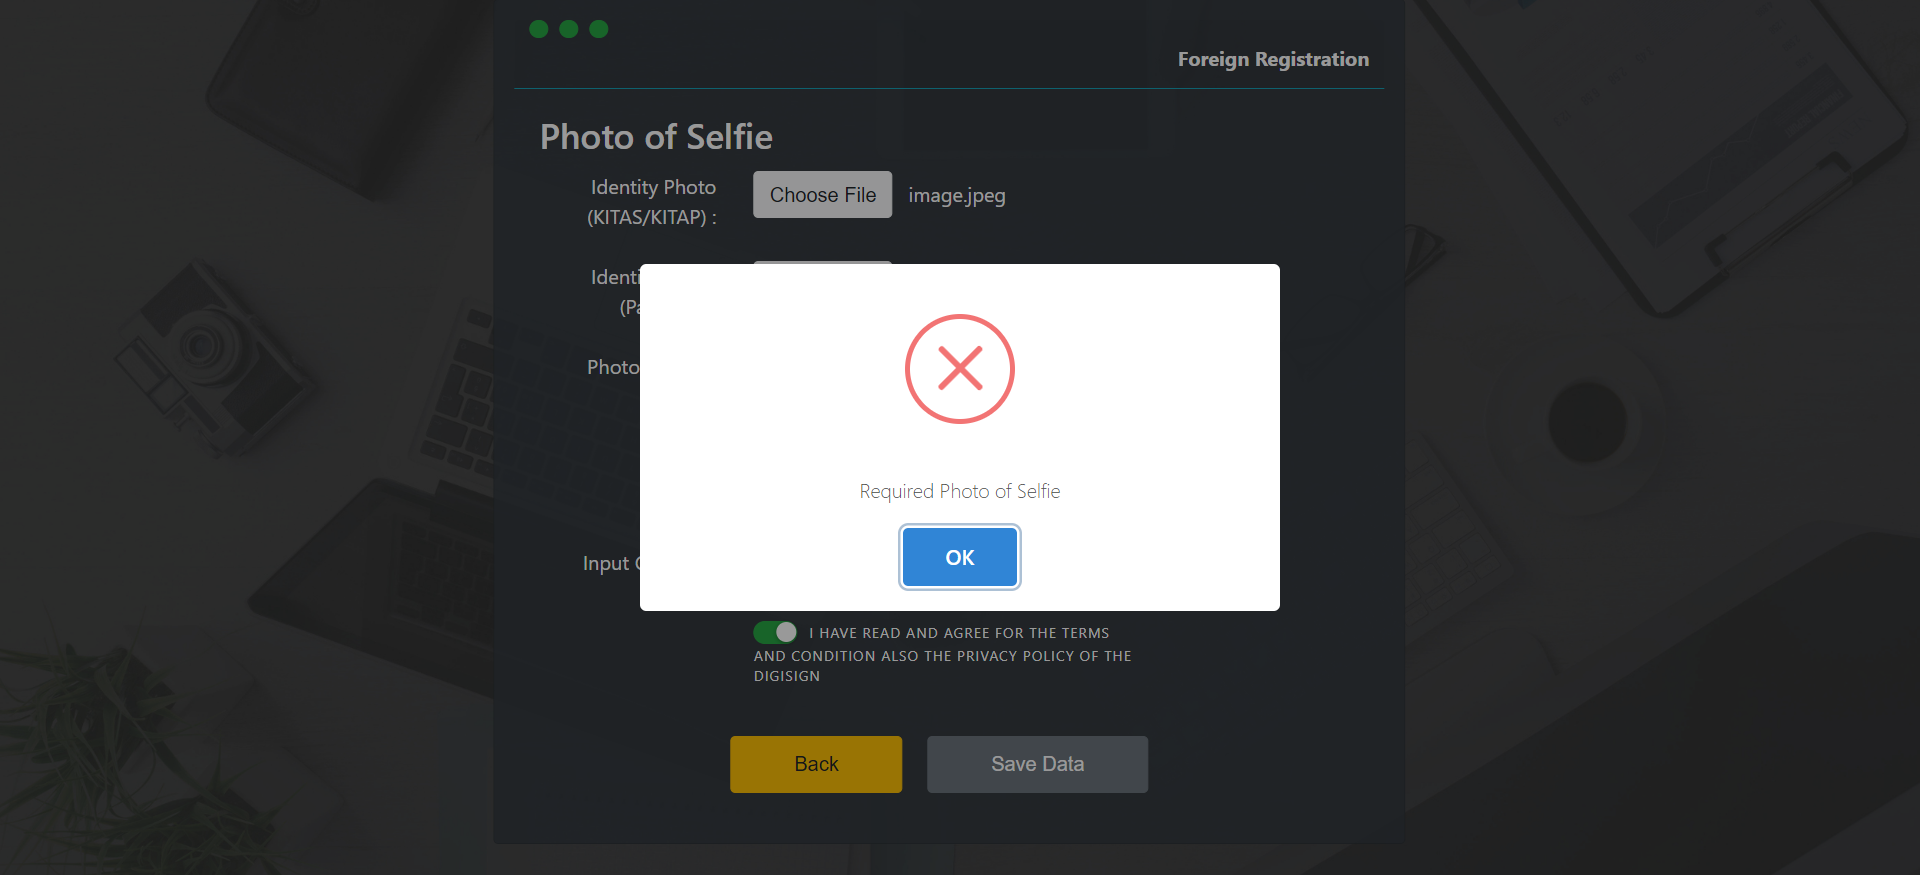 Foreign Registration
Photo of Selfie
Identity Photo
(KITAS/KITAP) :
Choose File
image.jpeg
Photo
Required Photo of Selfie
OK
Input
I HAVE READ AND AGREE FOR THE TERMS
AND CONDITION ALSO THE PRIVACY POLICY OF THE
DIGISIGN
Back
Save Data